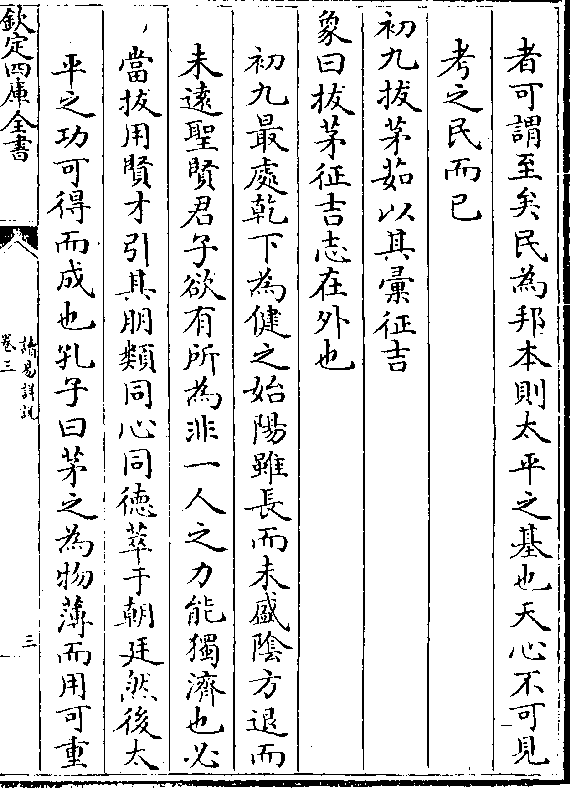 者可謂至矣民為邦本則太平之基也天心不可見
考之民而已
初九拔茅茹以其彙征吉
象曰拔茅征吉志在外也
初九最處乾下為健之始陽雖長而未盛陰方退而
未遠聖賢君子欲有所為非一人之力能獨濟也必
當拔用賢才引其朋類同心同徳萃于朝廷然後太
平之功可得而成也孔子曰茅之為物薄而用可重
欽定四庫全書
讀易詳說
卷三
三